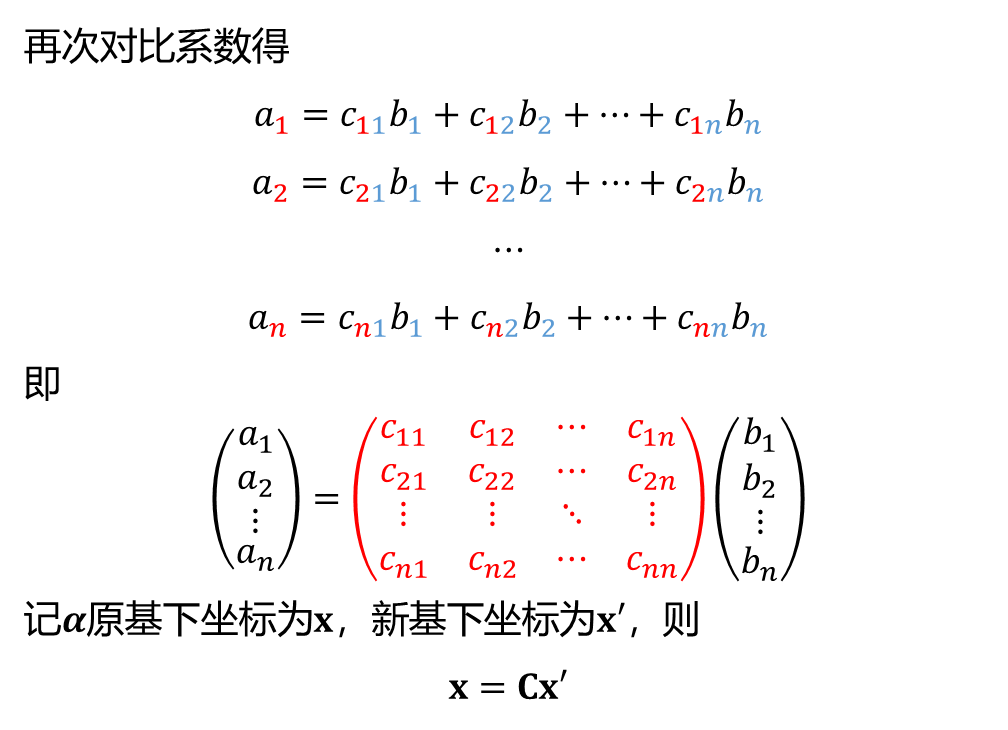 再次对比系数得
a₁ = c₁₁b₁ + c₁₂b₂ + ⋯ + c₁ₙbₙ
a₂ = c₂₁b₁ + c₂₂b₂ + ⋯ + c₂ₙbₙ
⋯
aₙ = cₙ₁b₁ + cₙ₂b₂ + ⋯ + cₙₙbₙ
即
(a₁ a₂ ⋮ aₙ) = (c₁₁ c₁₂ ⋯ c₁ₙ c₂₁ c₂₂ ⋯ c₂ₙ ⋮ ⋮ ⋱ ⋮ cₙ₁ cₙ₂ ⋯ cₙₙ) (b₁ b₂ ⋮ bₙ)
记α原基下坐标为x，新基下坐标为x′，则
x = Cx′